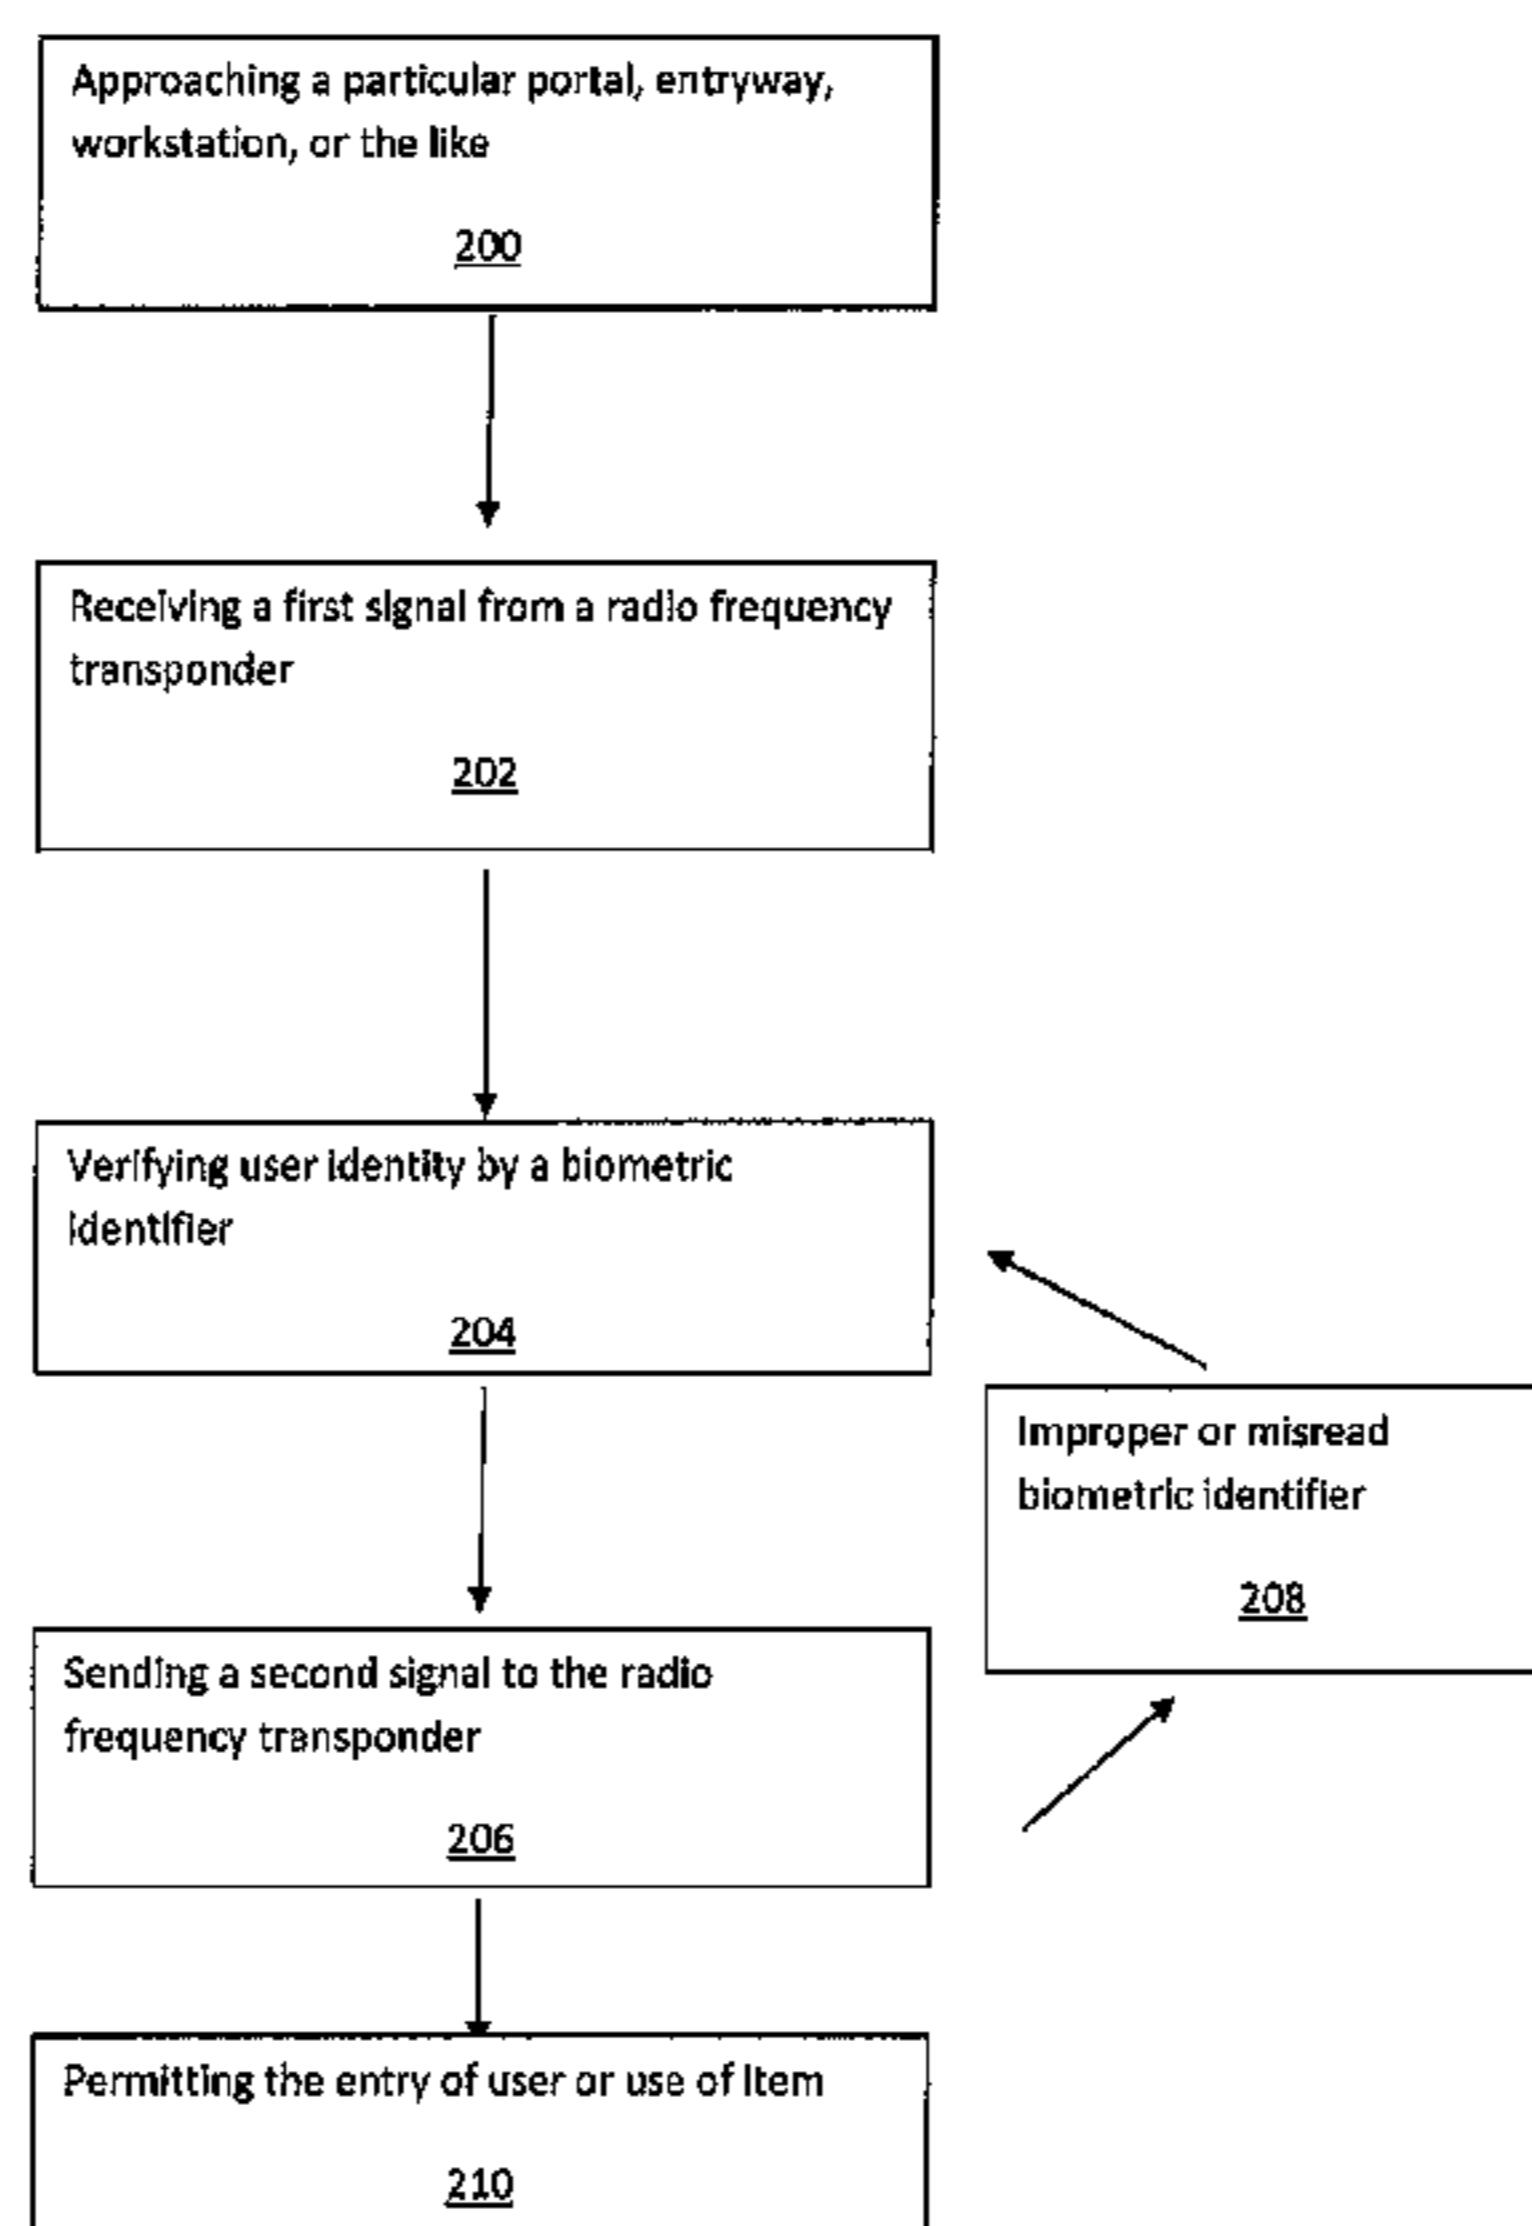 Approaching a particular portal, entryway,
workstation, or the like
200
Receiving a first signal from a radio frequency
transponder
202
Verifying user identity by a biometric
identifier
204
Improper or misread
biometric identifier
208
Sending a second signal to the radio
frequency transponder
206
Permitting the entry of user or use of item
210